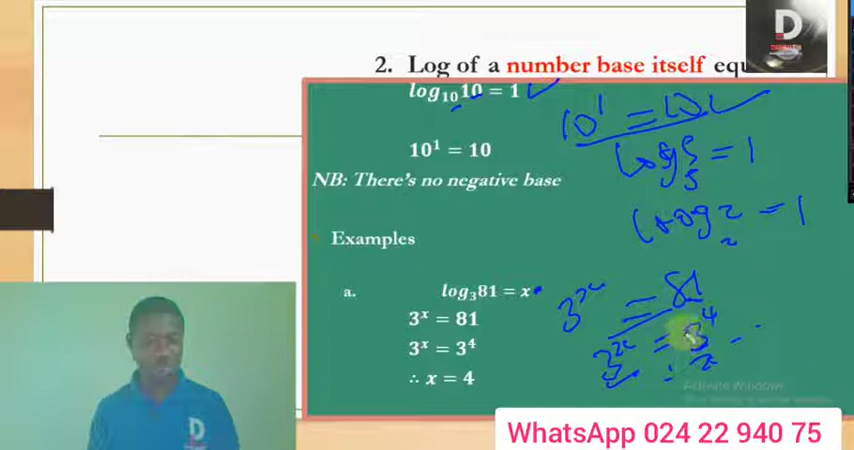 D
2. Log of a number base itself equ
log₁₀10 = 1
10¹ = 10
NB: There's no negative base
Examples
a. log₃81 = x
3ˣ = 81
3ˣ = 3⁴
∴ x = 4
10¹ = 10
log₅5 = 1
log₂2 = 1
3ˣ = 81
3ˣ = 3⁴
Activate Windows
D
WhatsApp 024 22 940 75